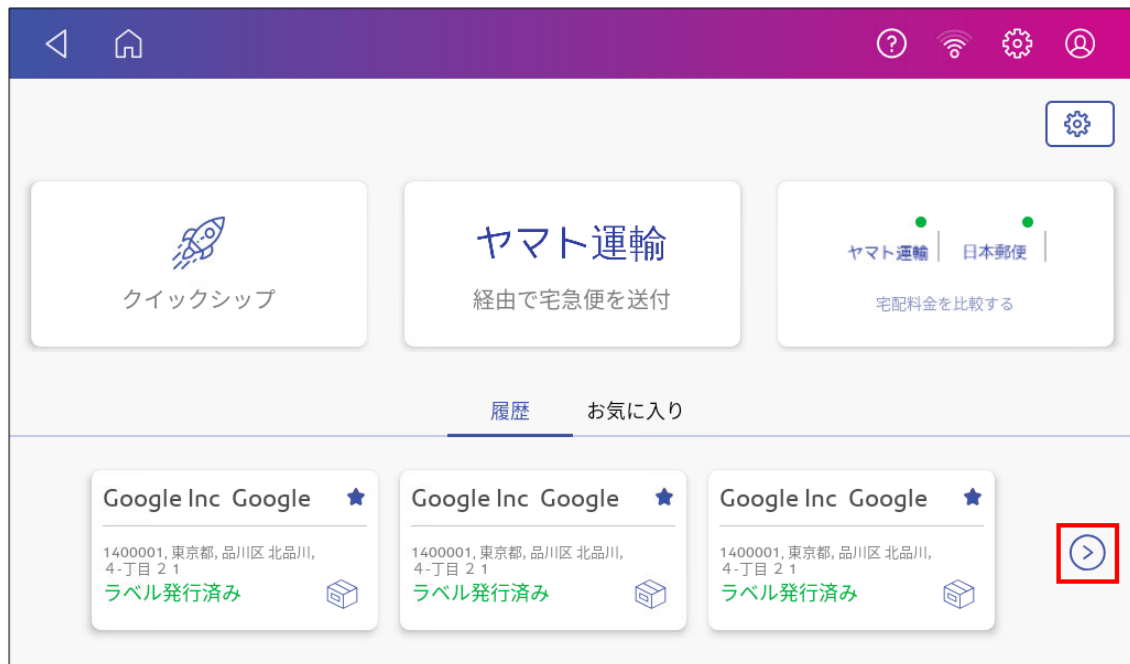 クイックシップ
ヤマト運輸
経由で宅急便を送付
ヤマト運輸 日本郵便
宅配料金を比較する
履歴 お気に入り
Google Inc Google
1400001, 東京都, 品川区 北品川,
4-丁目 2 1
ラベル発行済み
Google Inc Google
1400001, 東京都, 品川区 北品川,
4-丁目 2 1
ラベル発行済み
Google Inc Google
1400001, 東京都, 品川区 北品川,
4-丁目 2 1
ラベル発行済み